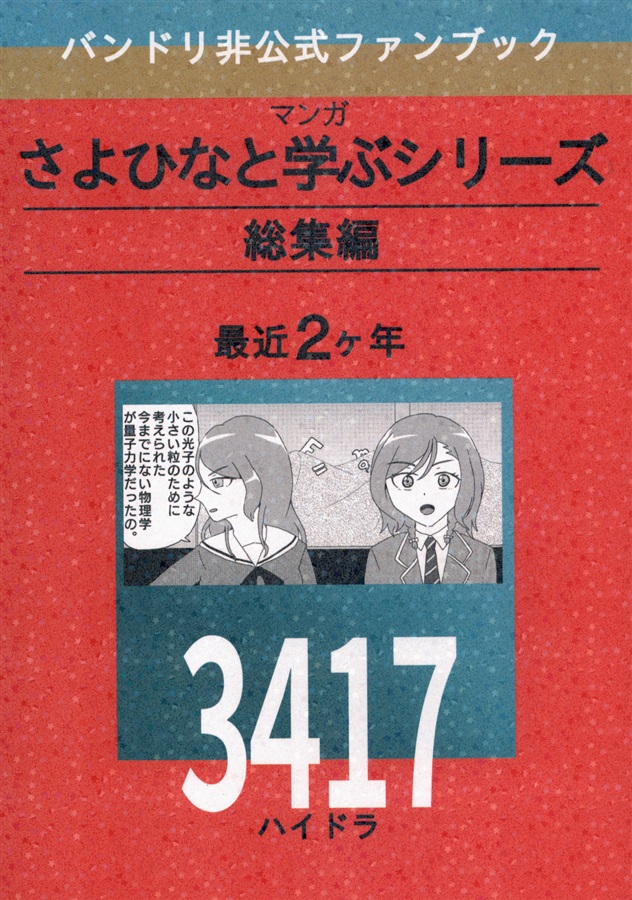 バンドリ非公式ファンブック
マンガ
さよひなと学ぶシリーズ
総集編
最近2ヶ年
この光子のような
小さい粒のために
考えられた
今までにない物理学
が量子力学だったの。
F=mg
3417
ハイドラ